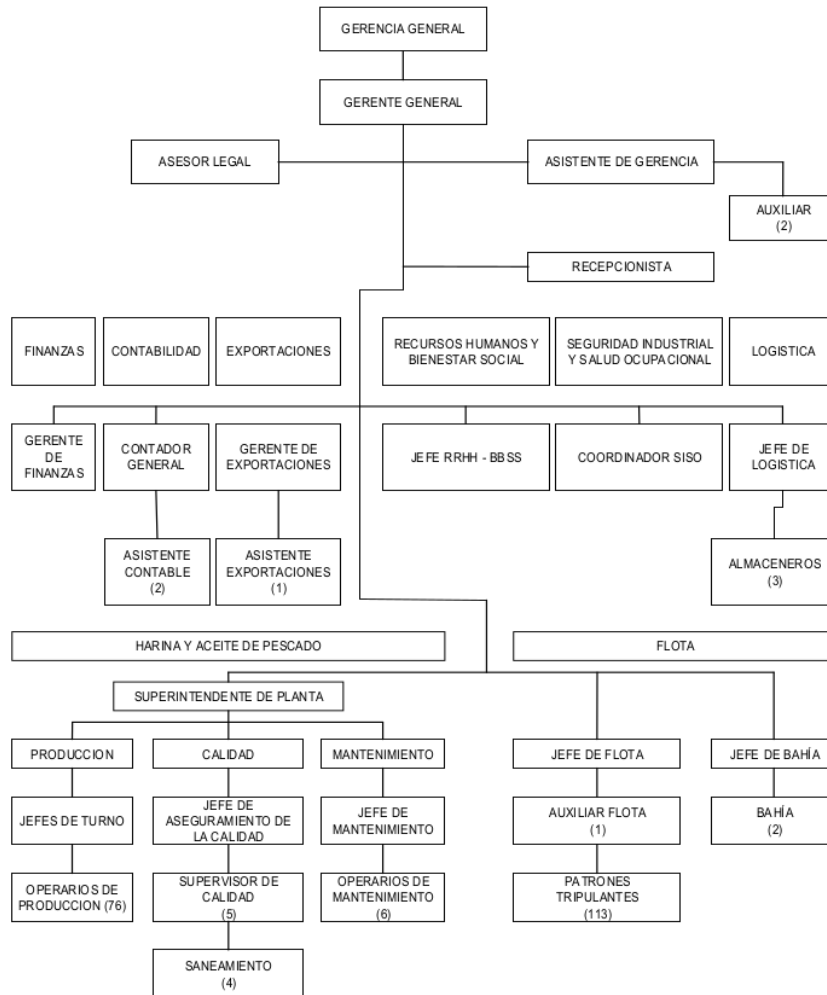 GERENCIA GENERAL
GERENTE GENERAL
ASESOR LEGAL
ASISTENTE DE GERENCIA
AUXILIAR
(2)
RECEPCIONISTA
FINANZAS
CONTABILIDAD
EXPORTACIONES
RECURSOS HUMANOS Y
BIENESTAR SOCIAL
SEGURIDAD INDUSTRIAL
Y SALUD OCUPACIONAL
LOGISTICA
GERENTE
DE
FINANZAS
CONTADOR
GENERAL
GERENTE DE
EXPORTACIONES
JEFE RRHH - BBSS
COORDINADOR SISO
JEFE DE
LOGISTICA
ASISTENTE
CONTABLE
(2)
ASISTENTE
EXPORTACIONES
(1)
ALMACENEROS
(3)
HARINA Y ACEITE DE PESCADO
FLOTA
SUPERINTENDENTE DE PLANTA
PRODUCCION
CALIDAD
MANTENIMIENTO
JEFE DE FLOTA
JEFE DE BAHÍA
JEFES DE TURNO
JEFE DE
ASEGURAMIENTO DE
LA CALIDAD
JEFE DE
MANTENIMIENTO
AUXILIAR FLOTA
(1)
BAHÍA
(2)
OPERARIOS DE
PRODUCCION (76)
SUPERVISOR DE
CALIDAD
(5)
OPERARIOS DE
MANTENIMIENTO
(6)
PATRONES
TRIPULANTES
(113)
SANEAMIENTO
(4)